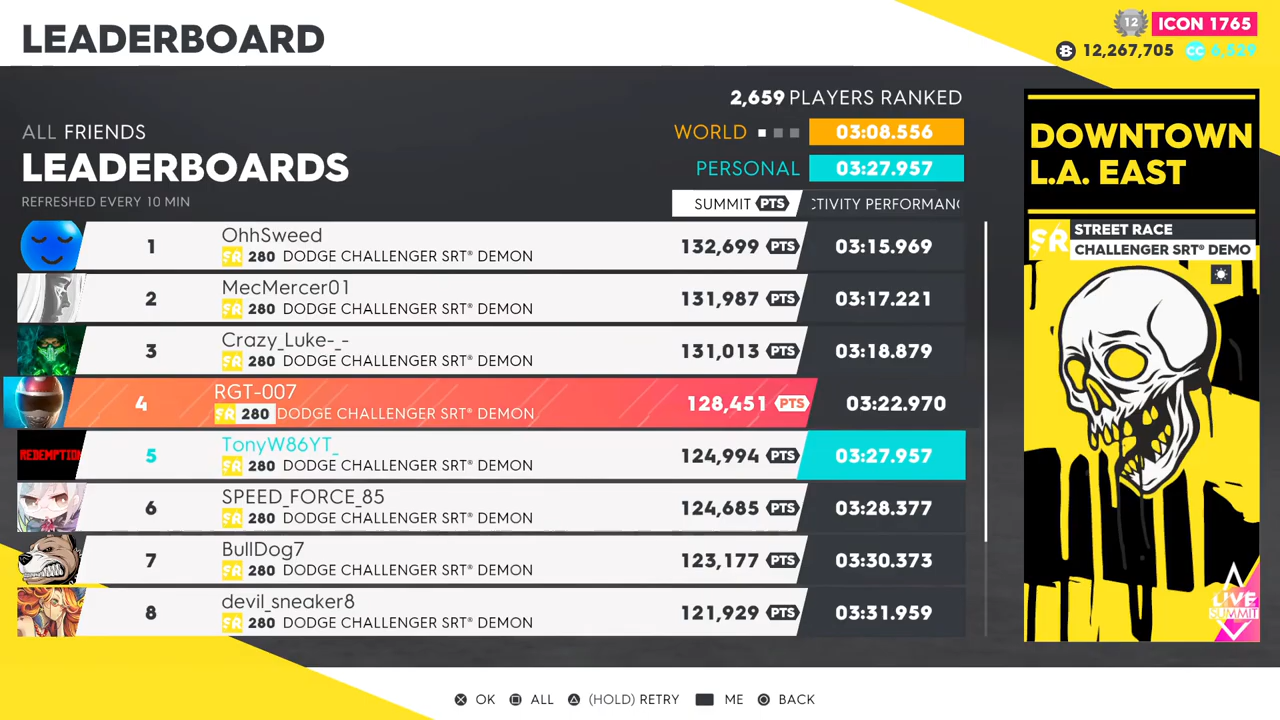 LEADERBOARD
12 ICON 1765
12,267,705 CC 6,529
2,659 PLAYERS RANKED
ALL FRIENDS
WORLD 03:08.556
LEADERBOARDS
PERSONAL 03:27.957
REFRESHED EVERY 10 MIN
SUMMIT PTS CTIVITY PERFORMANC
1 OhhSweed
SR 280 DODGE CHALLENGER SRT® DEMON
132,699 PTS 03:15.969
2 MecMercer01
SR 280 DODGE CHALLENGER SRT® DEMON
131,987 PTS 03:17.221
3 Crazy_Luke-_-
SR 280 DODGE CHALLENGER SRT® DEMON
131,013 PTS 03:18.879
4 RGT-007
SR 280 DODGE CHALLENGER SRT® DEMON
128,451 PTS 03:22.970
REDEMPTION
5 TonyW86YT_
SR 280 DODGE CHALLENGER SRT® DEMON
124,994 PTS 03:27.957
6 SPEED_FORCE_85
SR 280 DODGE CHALLENGER SRT® DEMON
124,685 PTS 03:28.377
7 BullDog7
SR 280 DODGE CHALLENGER SRT® DEMON
123,177 PTS 03:30.373
8 devil_sneaker8
SR 280 DODGE CHALLENGER SRT® DEMON
121,929 PTS 03:31.959
DOWNTOWN
L.A. EAST
SR STREET RACE
CHALLENGER SRT® DEMO
LIVE
SUMMIT
OK ALL (HOLD) RETRY ME BACK